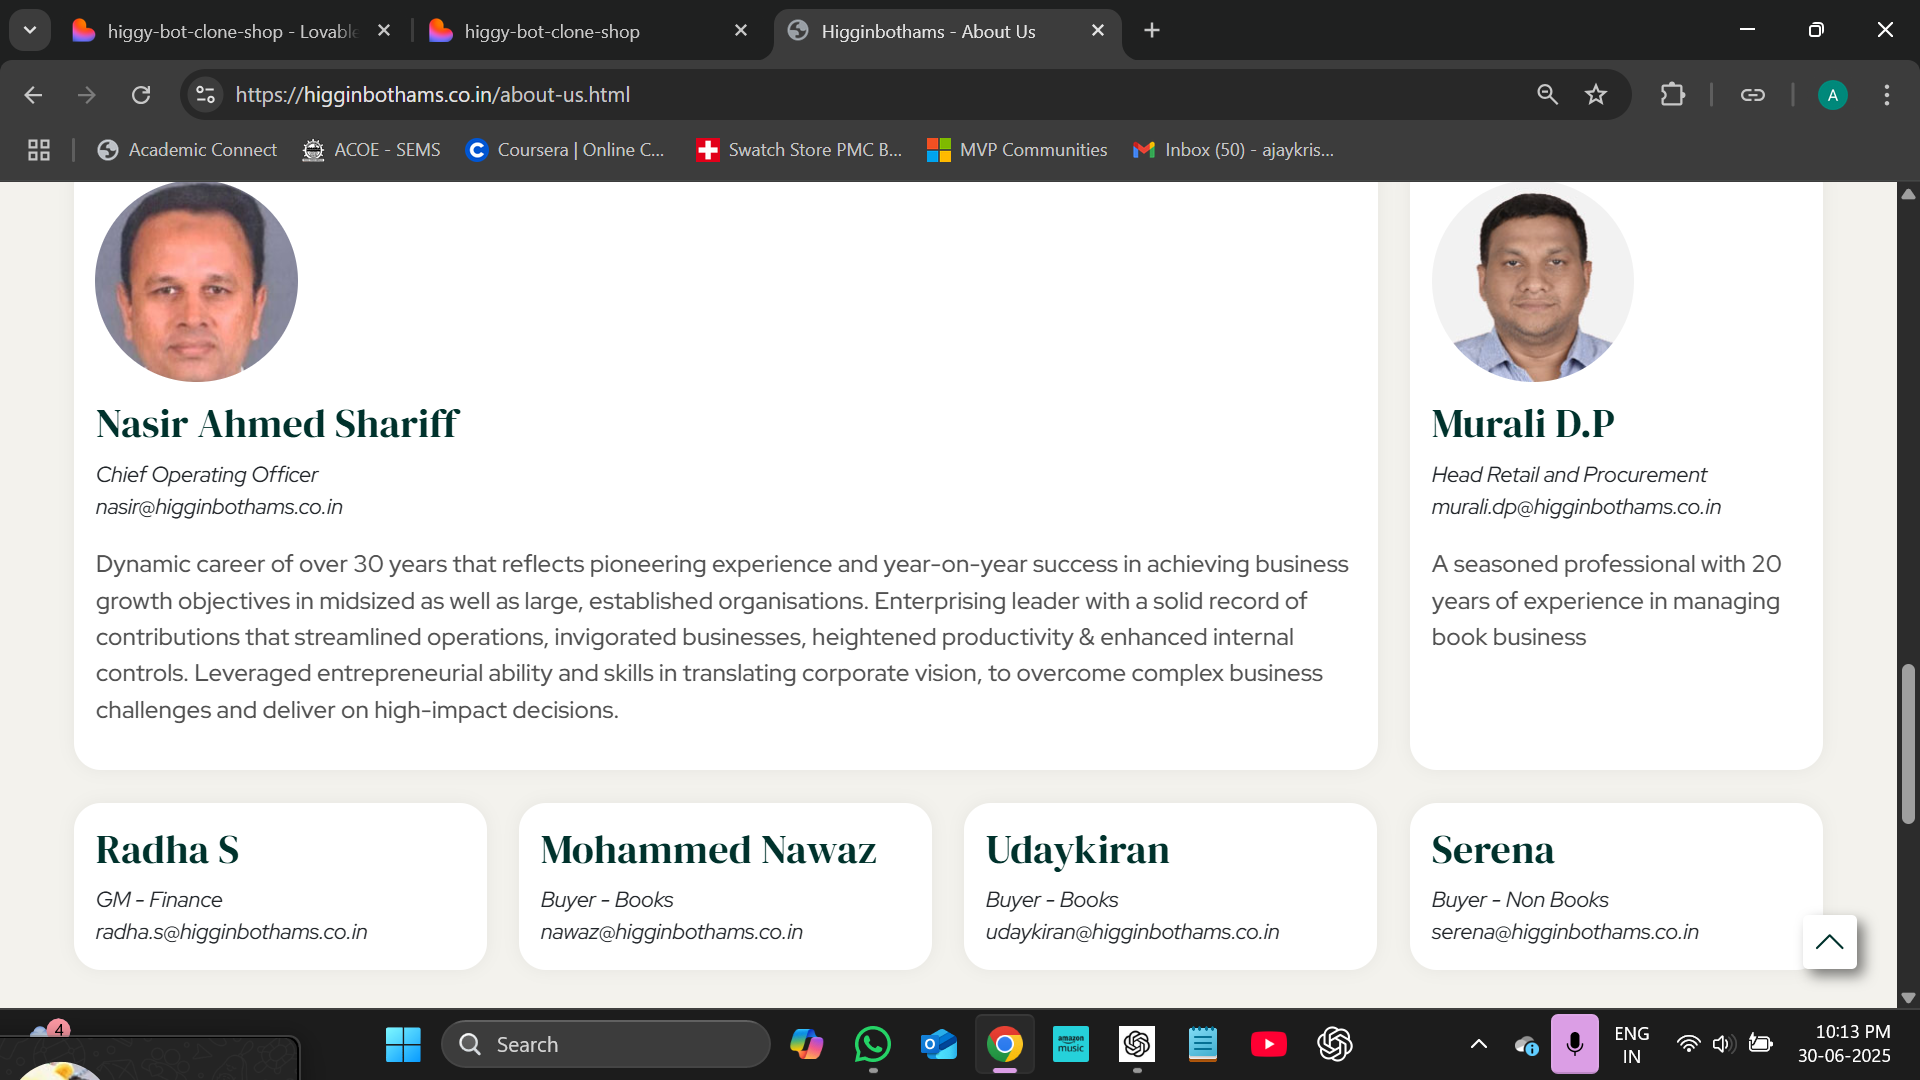 higgy-bot-clone-shop - Lovable
higgy-bot-clone-shop
Higginbothams - About Us
https://higginbothams.co.in/about-us.html
A
Academic Connect
ACOE - SEMS
Coursera | Online C...
Swatch Store PMC B...
MVP Communities
Inbox (50) - ajaykris...
Nasir Ahmed Shariff
Chief Operating Officer
nasir@higginbothams.co.in
Dynamic career of over 30 years that reflects pioneering experience and year-on-year success in achieving business
growth objectives in midsized as well as large, established organisations. Enterprising leader with a solid record of
contributions that streamlined operations, invigorated businesses, heightened productivity & enhanced internal
controls. Leveraged entrepreneurial ability and skills in translating corporate vision, to overcome complex business
challenges and deliver on high-impact decisions.
Murali D.P
Head Retail and Procurement
murali.dp@higginbothams.co.in
A seasoned professional with 20
years of experience in managing
book business
Radha S
GM - Finance
radha.s@higginbothams.co.in
Mohammed Nawaz
Buyer - Books
nawaz@higginbothams.co.in
Udaykiran
Buyer - Books
udaykiran@higginbothams.co.in
Serena
Buyer - Non Books
serena@higginbothams.co.in
4
Search
amazon
music
ENG
IN
10:13 PM
30-06-2025